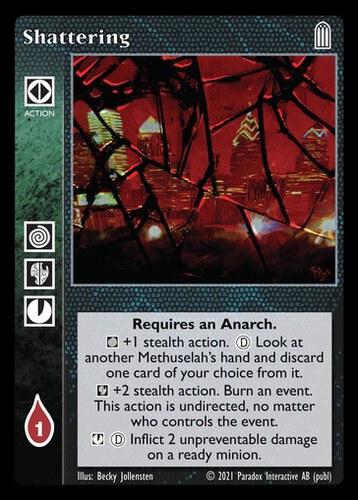 Shattering
ACTION
Requires an Anarch.
+1 stealth action. Ⓓ Look at
another Methuselah's hand and discard
one card of your choice from it.
+2 stealth action. Burn an event.
This action is undirected, no matter
who controls the event.
Ⓓ Inflict 2 unpreventable damage
on a ready minion.
1
Illus: Becky Jollensten © 2021 Paradox Interactive AB (publ)